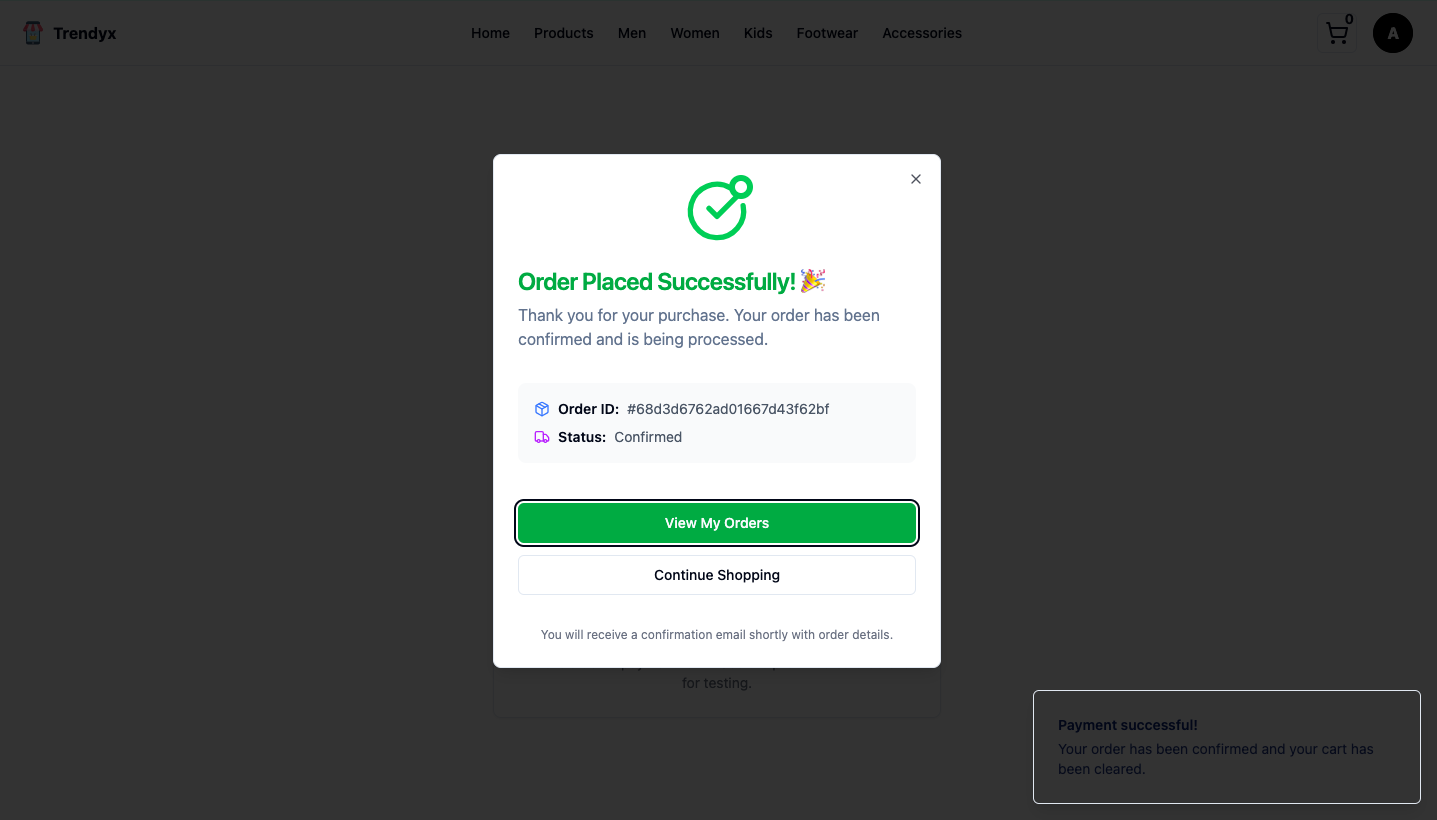 Trendyx
Home Products Men Women Kids Footwear Accessories
0
A
Order Placed Successfully! 🎉
Thank you for your purchase. Your order has been
confirmed and is being processed.
Order ID: #68d3d6762ad01667d43f62bf
Status: Confirmed
View My Orders
Continue Shopping
You will receive a confirmation email shortly with order details.
for testing.
Payment successful!
Your order has been confirmed and your cart has
been cleared.